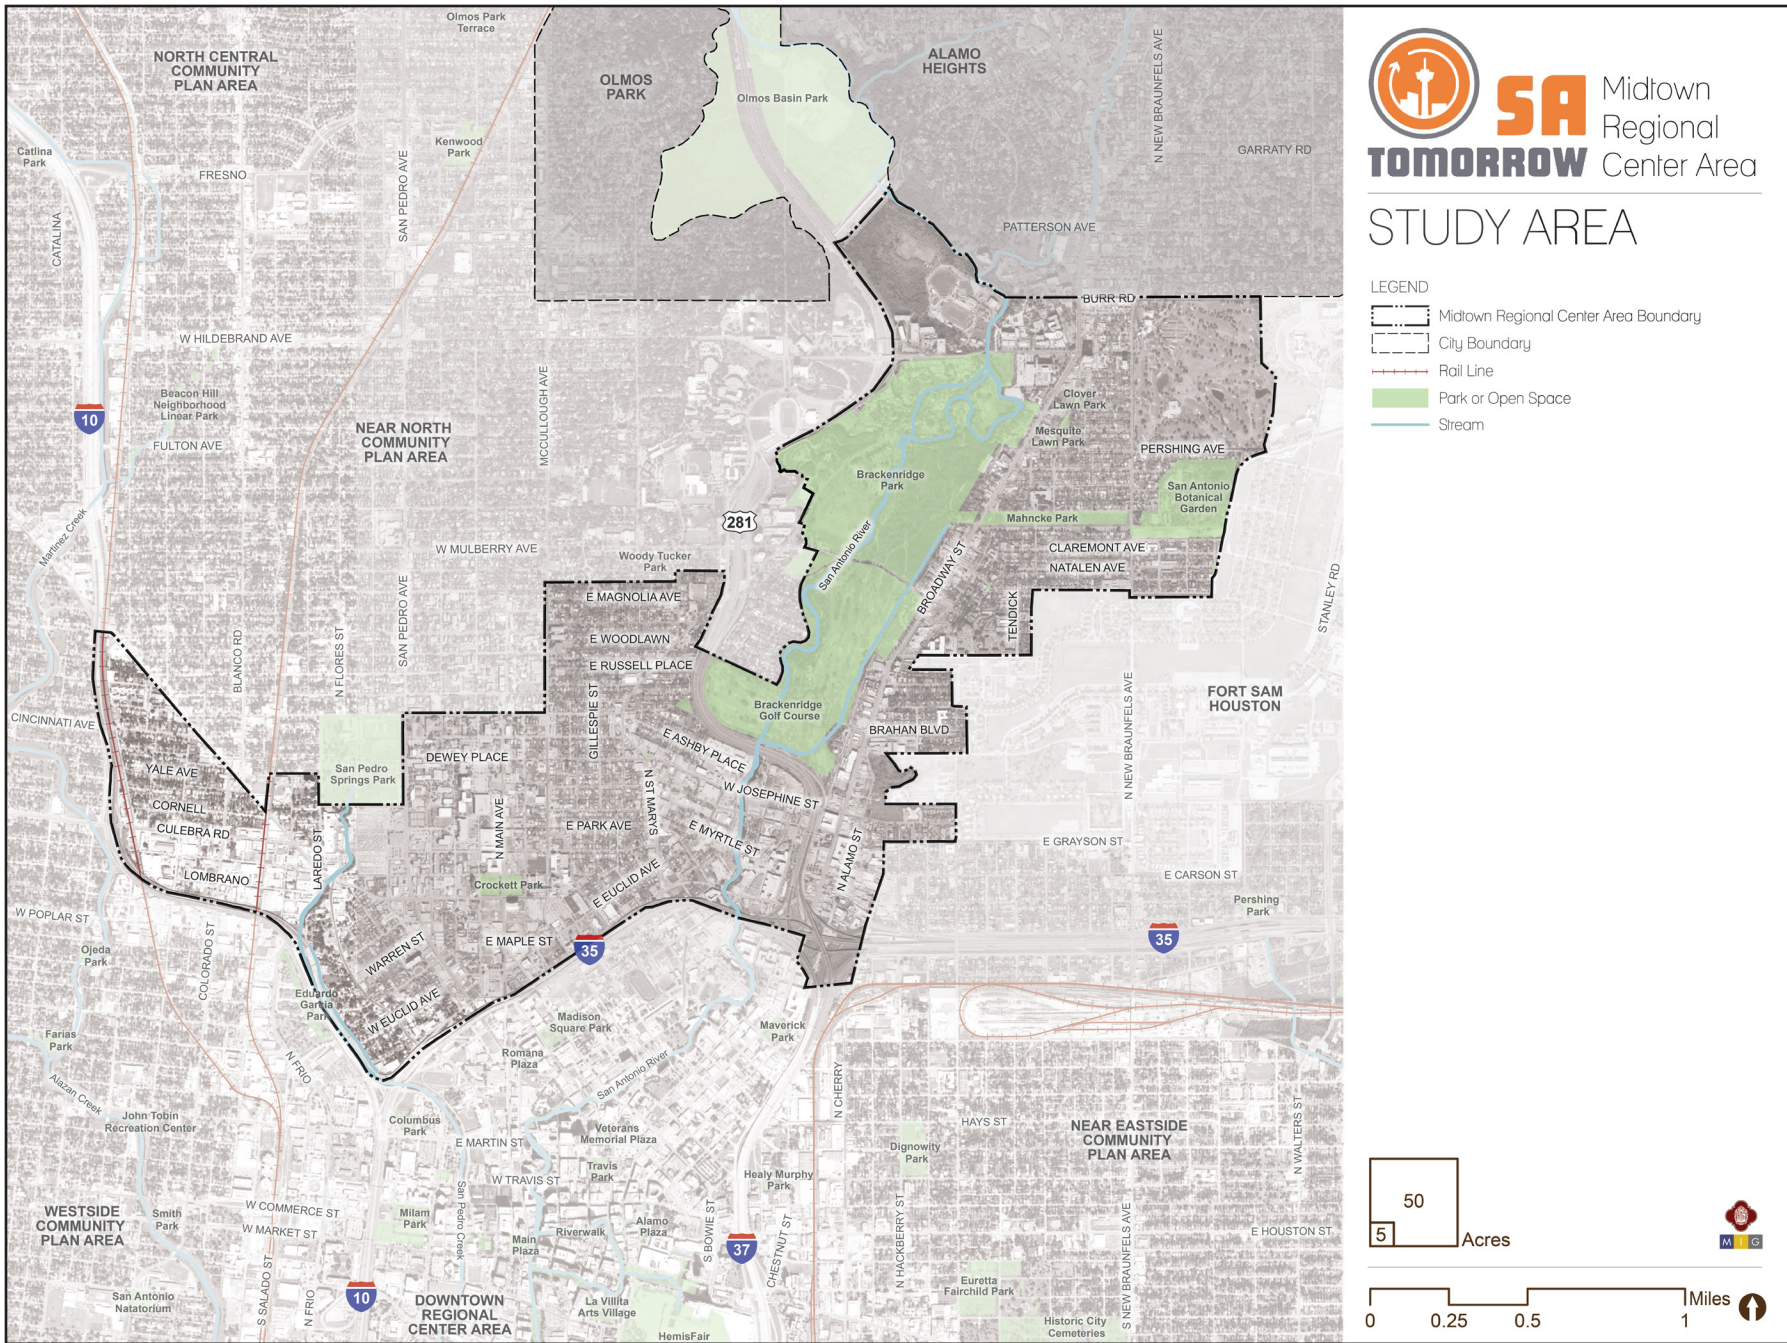 Olmos Park
Terrace
NORTH CENTRAL
COMMUNITY
PLAN AREA
OLMOS
PARK
ALAMO
HEIGHTS
Olmos Basin Park
N NEW BRAUNFELS AVE
GARRATY RD
Catlina
Park
Kenwood
Park
FRESNO
SAN PEDRO AVE
CATALINA
PATTERSON AVE
BURR RD
W HILDEBRAND AVE
10
Beacon Hill
Neighborhood
Linear Park
FULTON AVE
NEAR NORTH
COMMUNITY
PLAN AREA
MCCULLOUGH AVE
Clover
Lawn Park
Mesquite
Lawn Park
PERSHING AVE
Brackenridge
Park
San Antonio
Botanical
Garden
Mahncke Park
281
Martinez Creek
W MULBERRY AVE
Woody Tucker
Park
San Antonio River
BROADWAY ST
CLAREMONT AVE
NATALEN AVE
STANLEY RD
E MAGNOLIA AVE
TENDICK
SAN PEDRO AVE
E WOODLAWN
BLANCO RD
N FLORES ST
E RUSSELL PLACE
GILLESPIE ST
Brackenridge
Golf Course
N NEW BRAUNFELS AVE
FORT SAM
HOUSTON
CINCINNATI AVE
BRAHAN BLVD
E ASHBY PLACE
DEWEY PLACE
YALE AVE
San Pedro
Springs Park
W JOSEPHINE ST
CORNELL
CULEBRA RD
N MAIN AVE
N ST MARYS
E PARK AVE
E MYRTLE ST
E GRAYSON ST
LAREDO ST
N ALAMO ST
LOMBRANO
Crockett Park
E EUCLID AVE
E CARSON ST
W POPLAR ST
Pershing
Park
COLORADO ST
Ojeda
Park
WARREN ST
E MAPLE ST
35
35
Eduardo
Garcia
Park
W EUCLID AVE
Madison
Square Park
Maverick
Park
Farias
Park
Romana
Plaza
N FRIO
San Antonio River
N CHERRY
Alazan Creek
John Tobin
Recreation Center
Columbus
Park
E MARTIN ST
Veterans
Memorial Plaza
HAYS ST
NEAR EASTSIDE
COMMUNITY
PLAN AREA
N WALTERS ST
Dignowity
Park
Travis
Park
W TRAVIS ST
Healy Murphy
Park
San Pedro Creek
WESTSIDE
COMMUNITY
PLAN AREA
Smith
Park
W COMMERCE ST
W MARKET ST
Milam
Park
Main
Plaza
Riverwalk
Alamo
Plaza
S BOWIE ST
37
CHESTNUT ST
N HACKBERRY ST
S NEW BRAUNFELS AVE
E HOUSTON ST
San Antonio
Natatorium
S SALADO ST
N FRIO
10
DOWNTOWN
REGIONAL
CENTER AREA
La Villita
Arts Village
HemisFair
Euretta
Fairchild Park
Historic City
Cemeteries
SA
TOMORROW
Midtown
Regional
Center Area
STUDY AREA
LEGEND
Midtown Regional Center Area Boundary
City Boundary
Rail Line
Park or Open Space
Stream
50
5
Acres
M I G
Miles
0 0.25 0.5 1